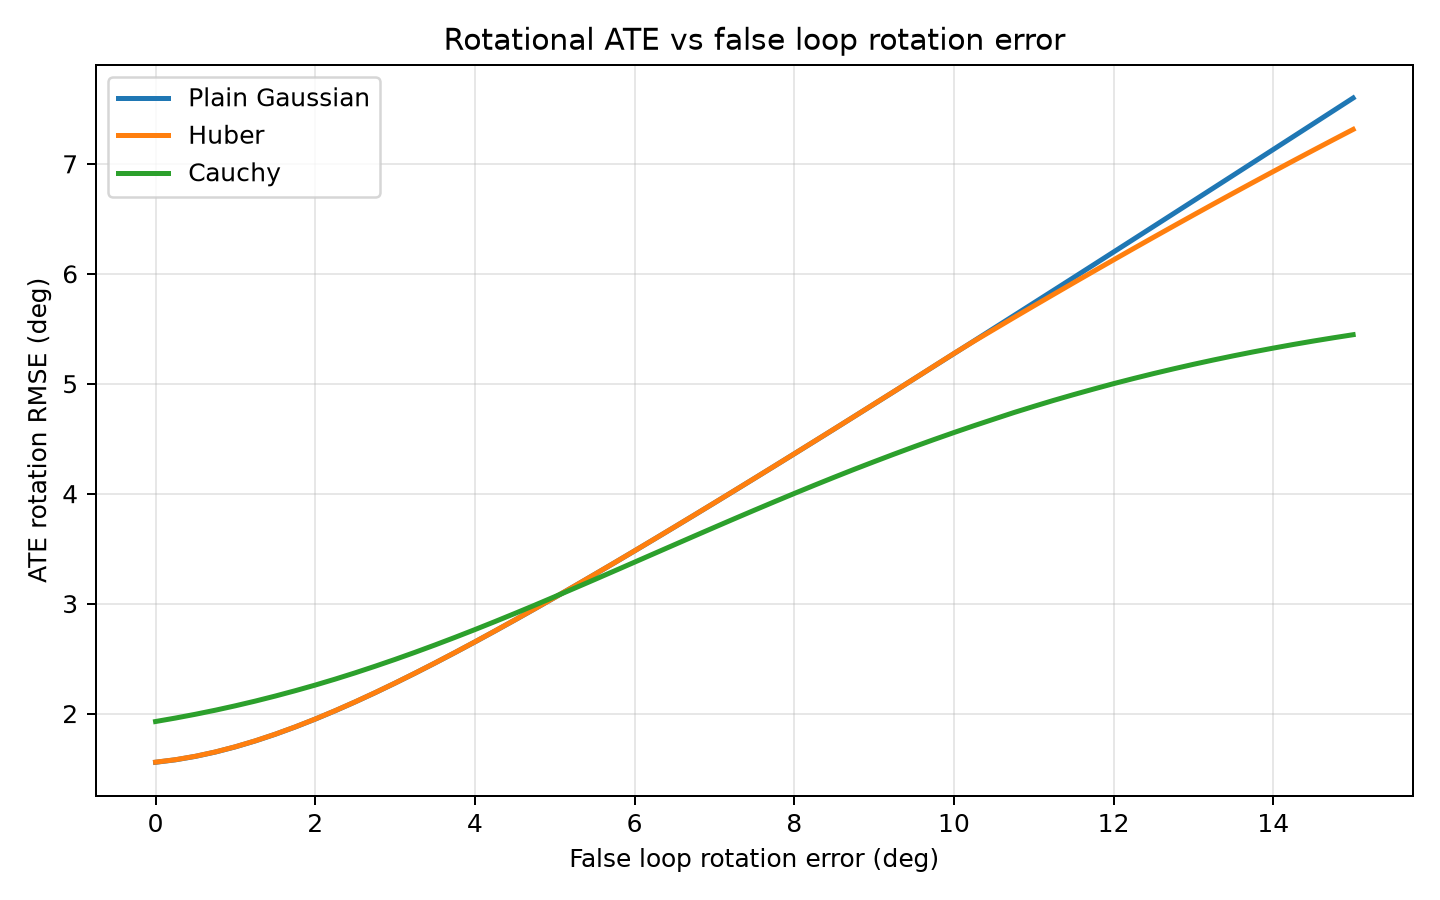 Rotational ATE vs false loop rotation error
Plain Gaussian
Huber
Cauchy
ATE rotation RMSE (deg)
7
6
5
4
3
2
0 2 4 6 8 10 12 14
False loop rotation error (deg)